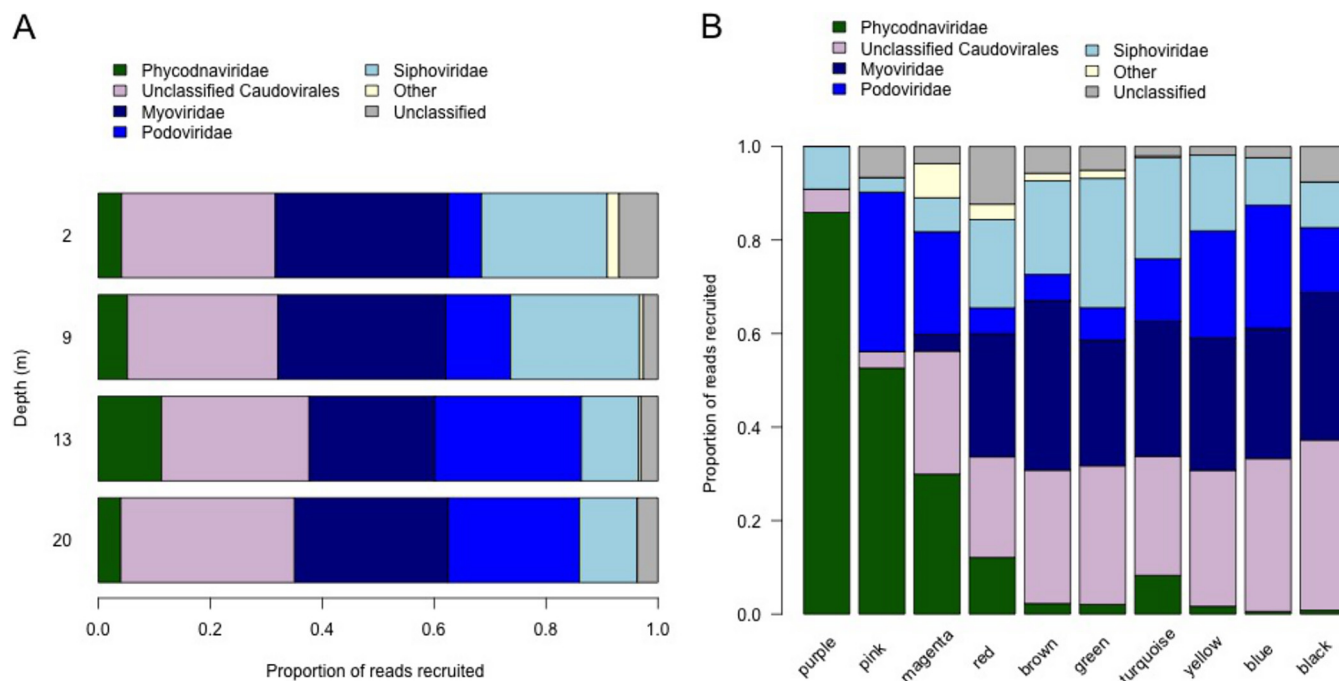 A
Phycodnaviridae
Unclassified Caudovirales
Myoviridae
Podoviridae
Siphoviridae
Other
Unclassified
Depth (m)
2
9
13
20
0.0 0.2 0.4 0.6 0.8 1.0
Proportion of reads recruited
B
Phycodnaviridae
Unclassified Caudovirales
Myoviridae
Podoviridae
Siphoviridae
Other
Unclassified
Proportion of reads recruited
1.0
0.8
0.6
0.4
0.2
0.0
purple pink magenta red brown green turquoise yellow blue black